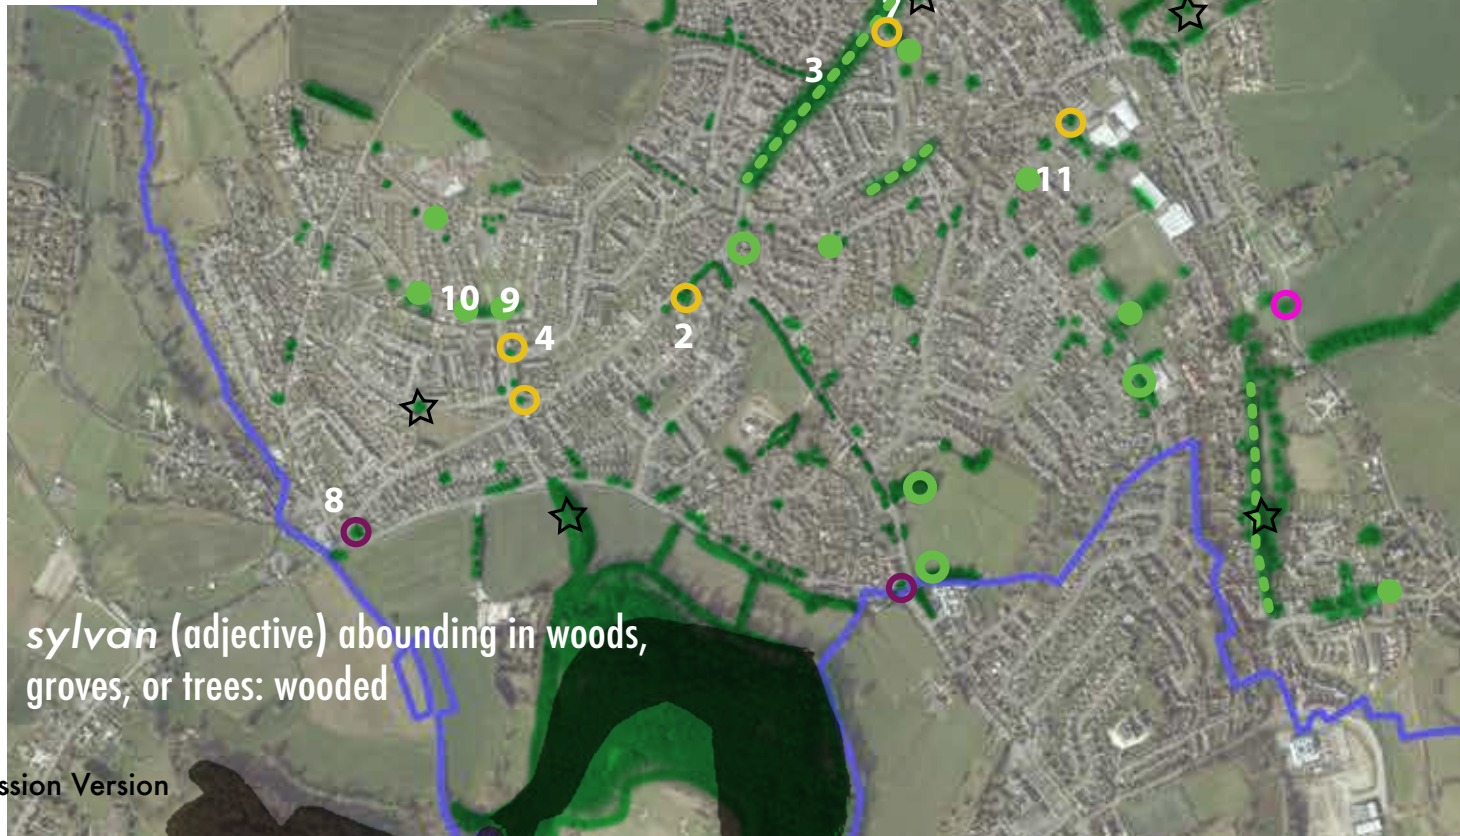 7
3
11
10
9
4
2
8
sylvan (adjective) abounding in woods,
groves, or trees: wooded
ssion Version